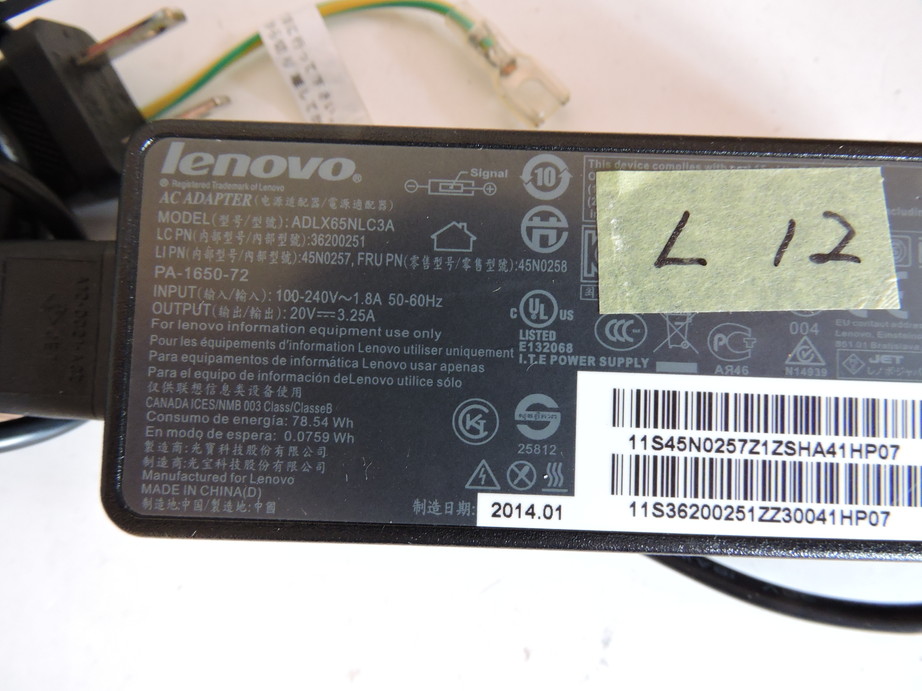 lenovo®
Registered Trademark of Lenovo
AC ADAPTER (电源适配器/電源適配器)
MODEL(型号/型號): ADLX65NLC3A
LC PN(内部型号/內部型號):36200251
LI PN(内部型号/內部型號):45N0257, FRU PN(零售型号/零售型號):45N0258
PA-1650-72
INPUT(输入/輸入): 100-240V~1.8A 50-60Hz
OUTPUT(输出/輸出): 20V⎓3.25A
For lenovo information equipment use only
Pour les équipements d'information Lenovo utiliser uniquement
Para equipamentos de informática Lenovo usar apenas
Para el equipo de información deLenovo utilice sólo
仅供联想信息类设备使用
CANADA ICES/NMB 003 Class/ClasseB
Consumo de energía: 78.54 Wh
En modo de espera: 0.0759 Wh
製造商:光寶科技股份有限公司
制造商:光宝科技股份有限公司
Manufactured for Lenovo
MADE IN CHINA(D)
制造地:中国/製造地:中國
Signal
10
This device complies with
L 12
C UL US
LISTED
E132068
I.T.E POWER SUPPLY
CCC
PG
АЯ46
004
N14939
JET
25812
制造日期: 2014.01
11S45N0257Z1ZSHA41HP07
11S36200251ZZ30041HP07